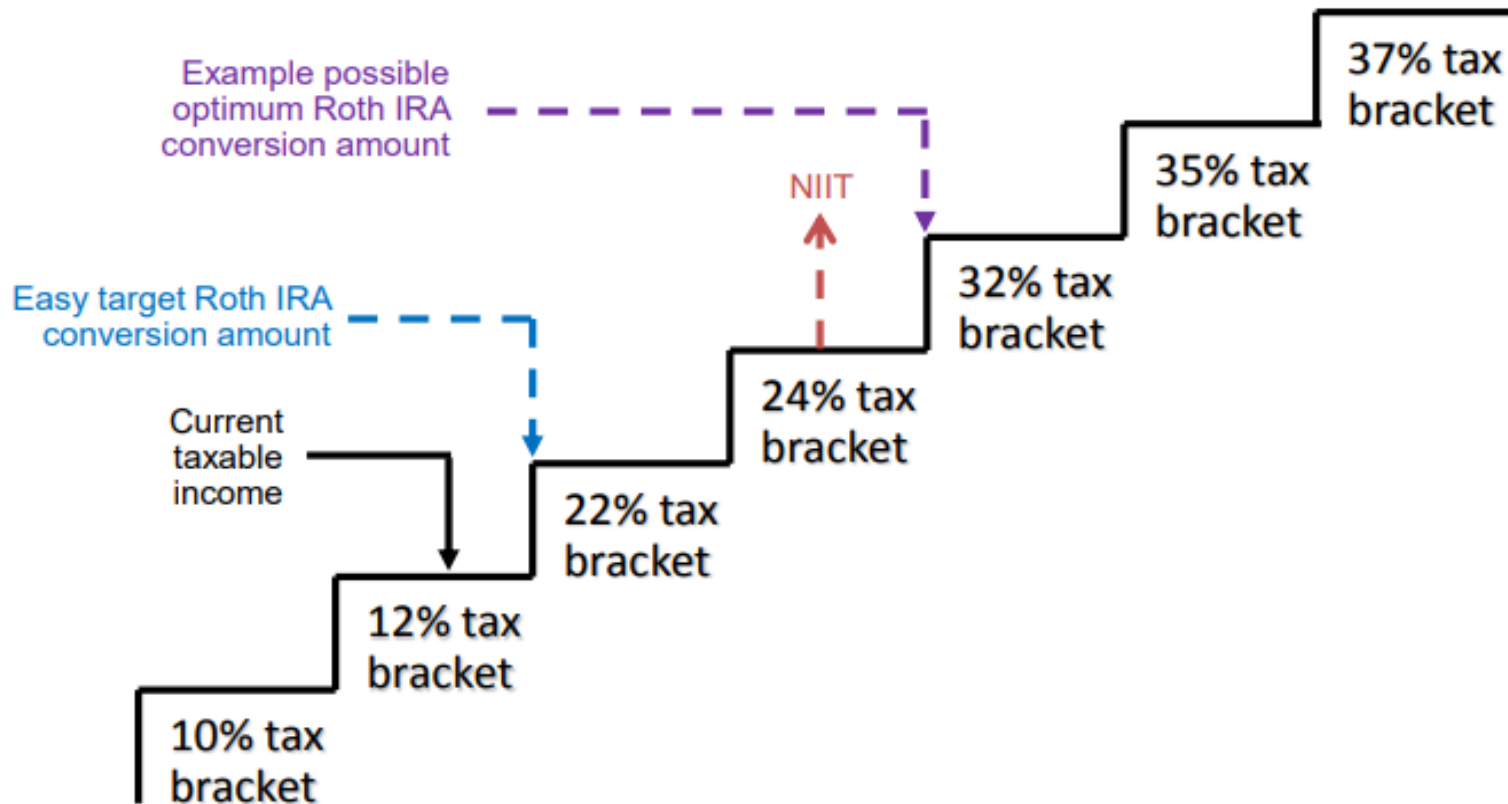 Example possible
optimum Roth IRA
conversion amount
NIIT
37% tax
bracket
35% tax
bracket
Easy target Roth IRA
conversion amount
32% tax
bracket
Current
taxable
income
24% tax
bracket
22% tax
bracket
12% tax
bracket
10% tax
bracket